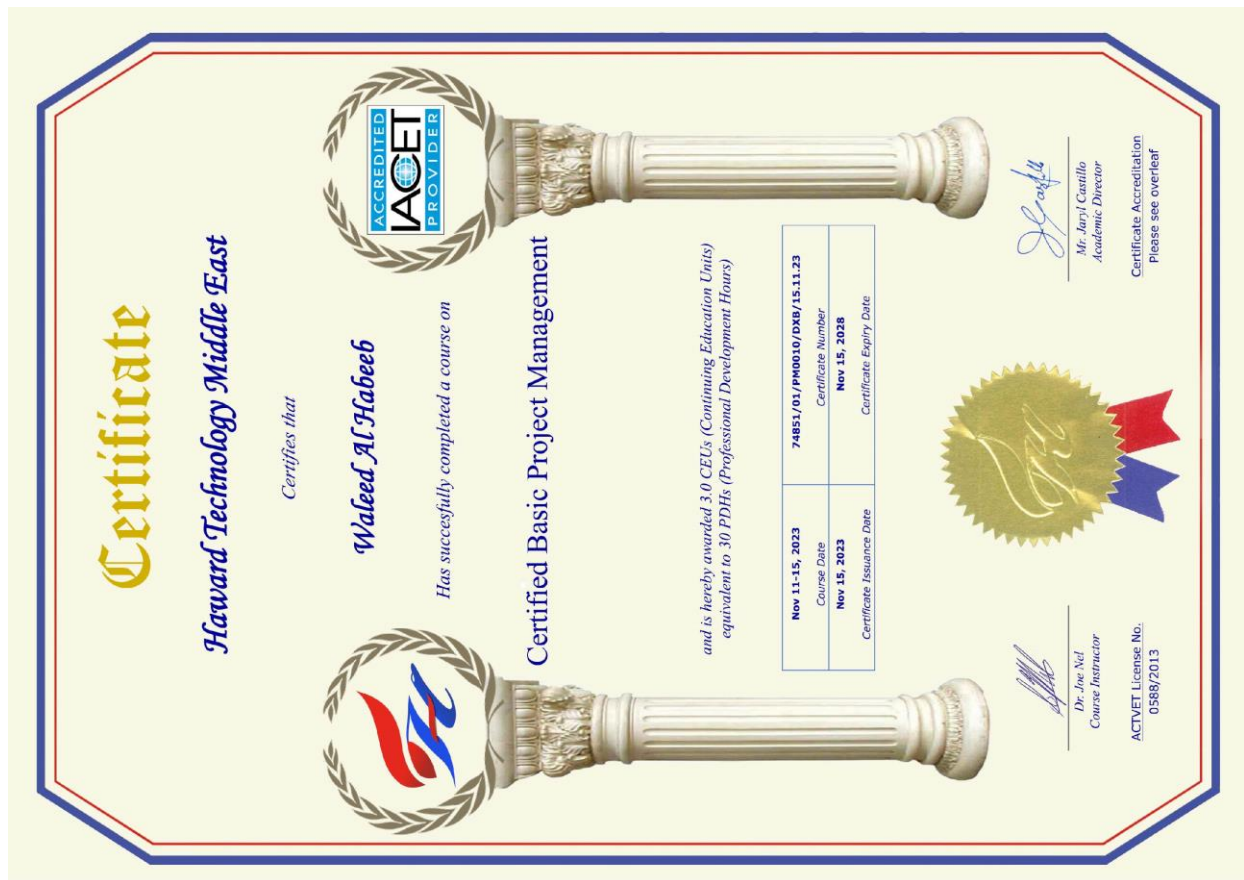 Certificate
Haward Technology Middle East
Certifies that
Waleed Al Habeeb
Has succesfully completed a course on
Certified Basic Project Management
ACCREDITED
IACET
PROVIDER
and is hereby awarded 3.0 CEUs (Continuing Education Units)
equivalent to 30 PDHs (Professional Development Hours)
Nov 11-15, 2023
Course Date
74851/01/PM0010/DXB/15.11.23
Certificate Number
Nov 15, 2023
Certificate Issuance Date
Nov 15, 2028
Certificate Expiry Date
Dr. Joe Nel
Course Instructor
ACTVET License No.
0588/2013
Mr. Jaryl Castillo
Academic Director
Certificate Accreditation
Please see overleaf